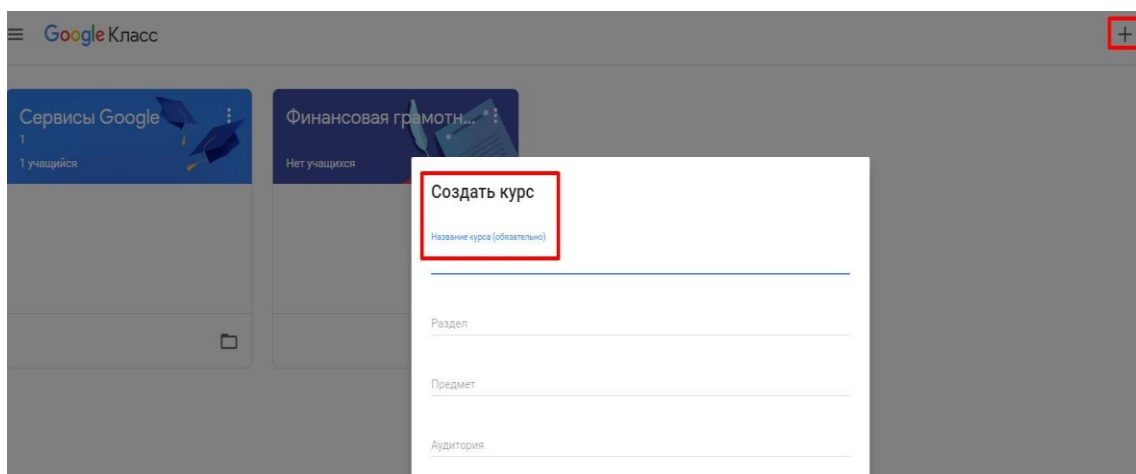 Google Класс
Сервисы Google
1
1 учащийся
Финансовая грамотн...
Нет учащихся
Создать курс
Название курса (обязательно)
Раздел
Предмет
Аудитория